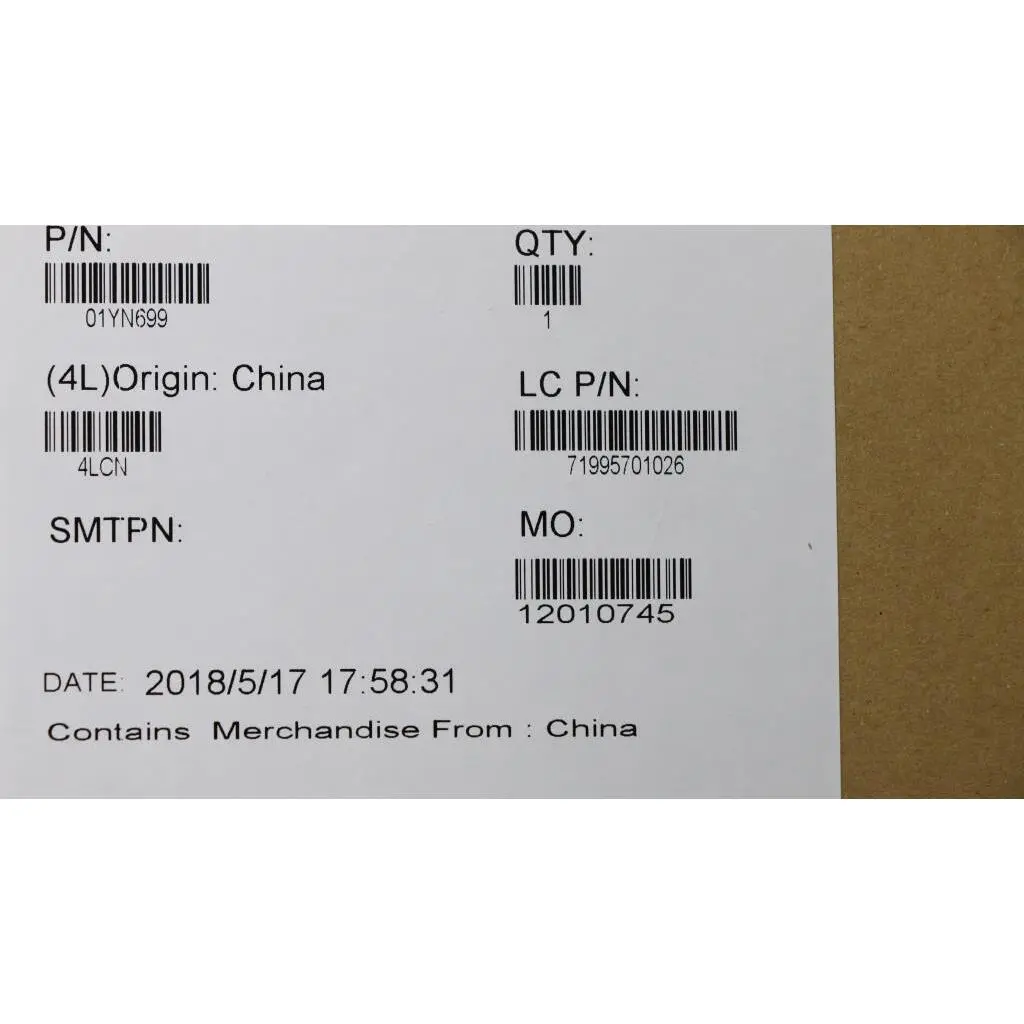 P/N:
01YN699
QTY:
1
(4L)Origin: China
4LCN
LC P/N:
71995701026
SMTPN:
MO:
12010745
DATE: 2018/5/17 17:58:31
Contains Merchandise From : China